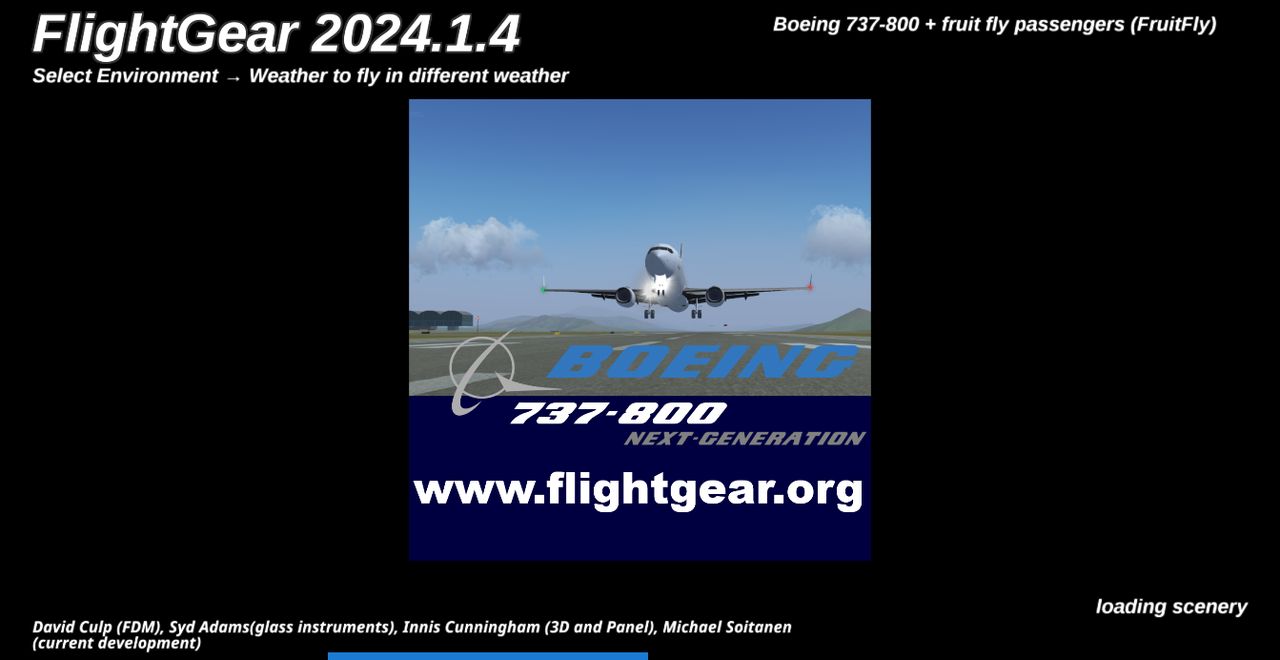 FlightGear 2024.1.4
Boeing 737-800 + fruit fly passengers (FruitFly)
Select Environment → Weather to fly in different weather
BOEING
737-800
NEXT-GENERATION
www.flightgear.org
loading scenery
David Culp (FDM), Syd Adams(glass instruments), Innis Cunningham (3D and Panel), Michael Soitanen
(current development)